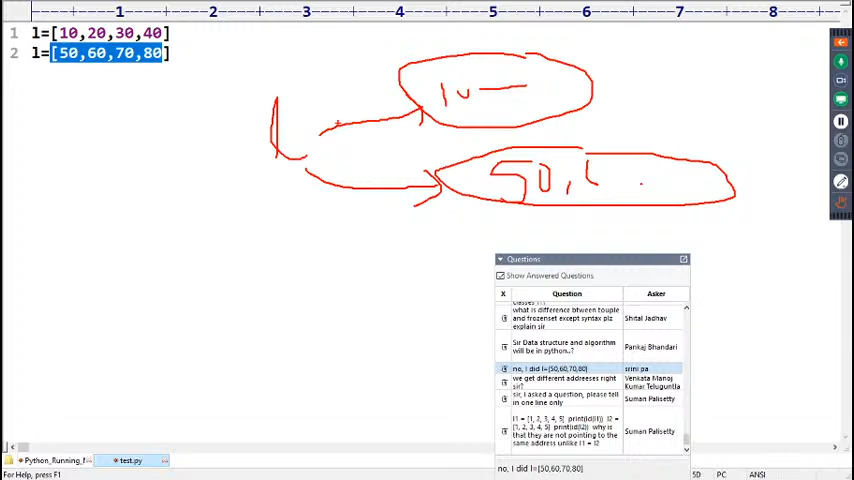 1 2 3 4 5 6 7 8
1 l=[10,20,30,40]
2 l=[50,60,70,80]
l
10
50,
Questions
Show Answered Questions
X Question Asker
what is difference btween touple and frozenset except syntax plz explain sir
Shital Jadhav
Sir Data structure and algorithm will be in python..?
Pankaj Bhandari
no, I did l=[50,60,70,80] srini pa
we get different addreeses right sir?
Venkata Manoj Kumar Teluguntla
sir, I asked a question, please tell in one line only
Suman Palisetty
l1 = [1, 2, 3, 4, 5] print(id(l1)) l2 = [1, 2, 3, 4, 5] print(id(l2)) why is that they are not pointing to the same address unlike l1 = l2
Suman Palisetty
no, I did l=[50,60,70,80]
Python_Running_ test.py
For Help, press F1 5D PC ANSI